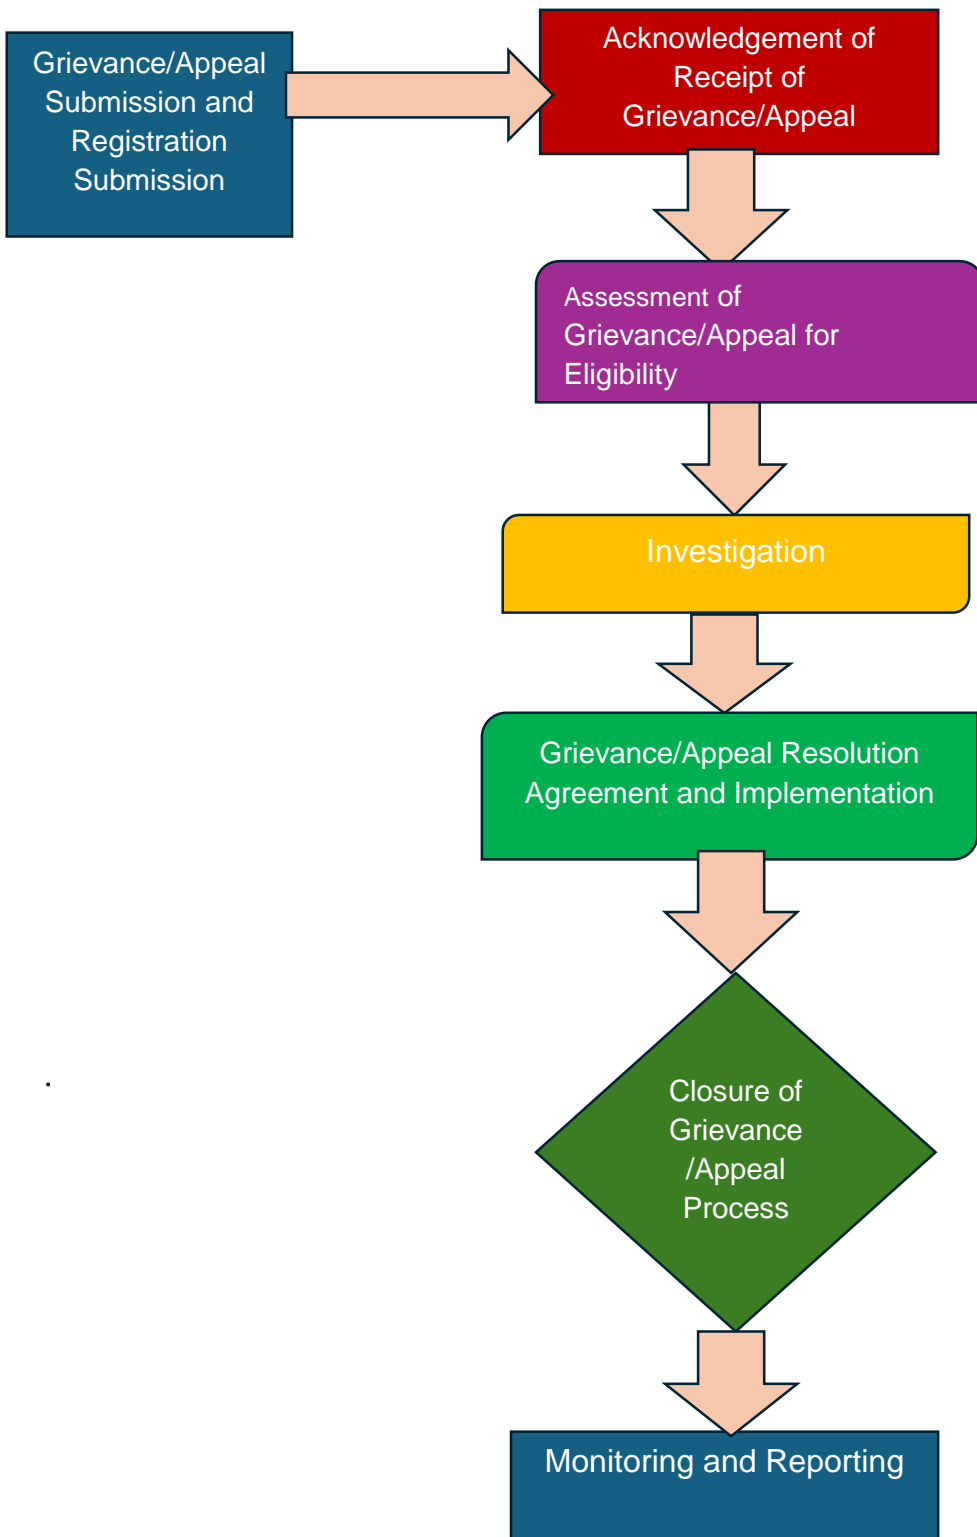 Grievance/Appeal
Submission and
Registration
Submission
Acknowledgement of
Receipt of
Grievance/Appeal
Assessment of
Grievance/Appeal for
Eligibility
Investigation
Grievance/Appeal Resolution
Agreement and Implementation
.
Closure of
Grievance
/Appeal
Process
Monitoring and Reporting